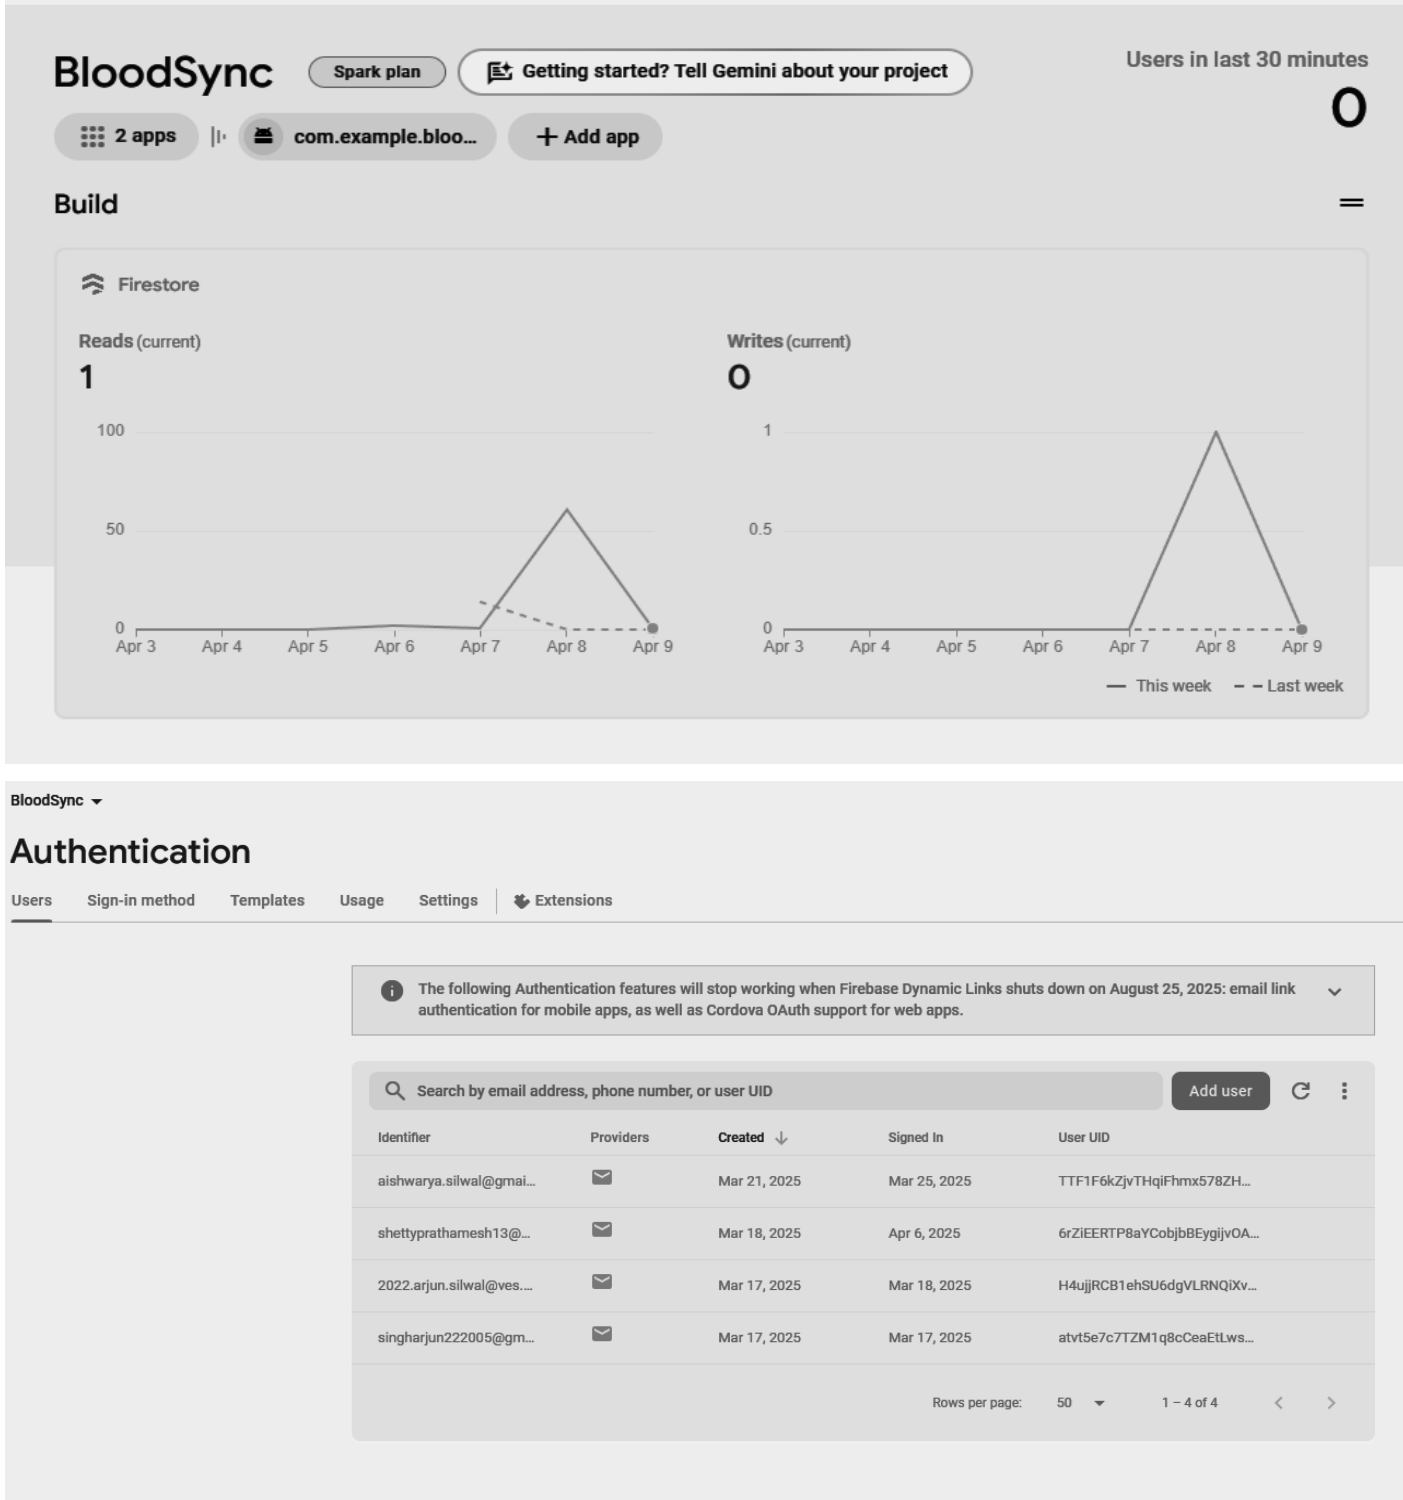 BloodSync Spark plan Getting started? Tell Gemini about your project
Users in last 30 minutes
0
2 apps com.example.bloo... + Add app
Build
Firestore
Reads (current)
1
100
50
0
Apr 3 Apr 4 Apr 5 Apr 6 Apr 7 Apr 8 Apr 9
Writes (current)
0
1
0.5
0
Apr 3 Apr 4 Apr 5 Apr 6 Apr 7 Apr 8 Apr 9
This week Last week
BloodSync
Authentication
Users Sign-in method Templates Usage Settings Extensions
The following Authentication features will stop working when Firebase Dynamic Links shuts down on August 25, 2025: email link
authentication for mobile apps, as well as Cordova OAuth support for web apps.
Search by email address, phone number, or user UID Add user
Identifier Providers Created Signed In User UID
aishwarya.silwal@gmai... Mar 21, 2025 Mar 25, 2025 TTF1F6kZjvTHqiFhmx578ZH...
shettyprathamesh13@... Mar 18, 2025 Apr 6, 2025 6rZiEERTP8aYCobjbBEygijvOA...
2022.arjun.silwal@ves.... Mar 17, 2025 Mar 18, 2025 H4ujjRCB1ehSU6dgVLRNQiXv...
singharjun222005@gm... Mar 17, 2025 Mar 17, 2025 atvt5e7c7TZM1q8cCeaEtLws...
Rows per page: 50 1 – 4 of 4